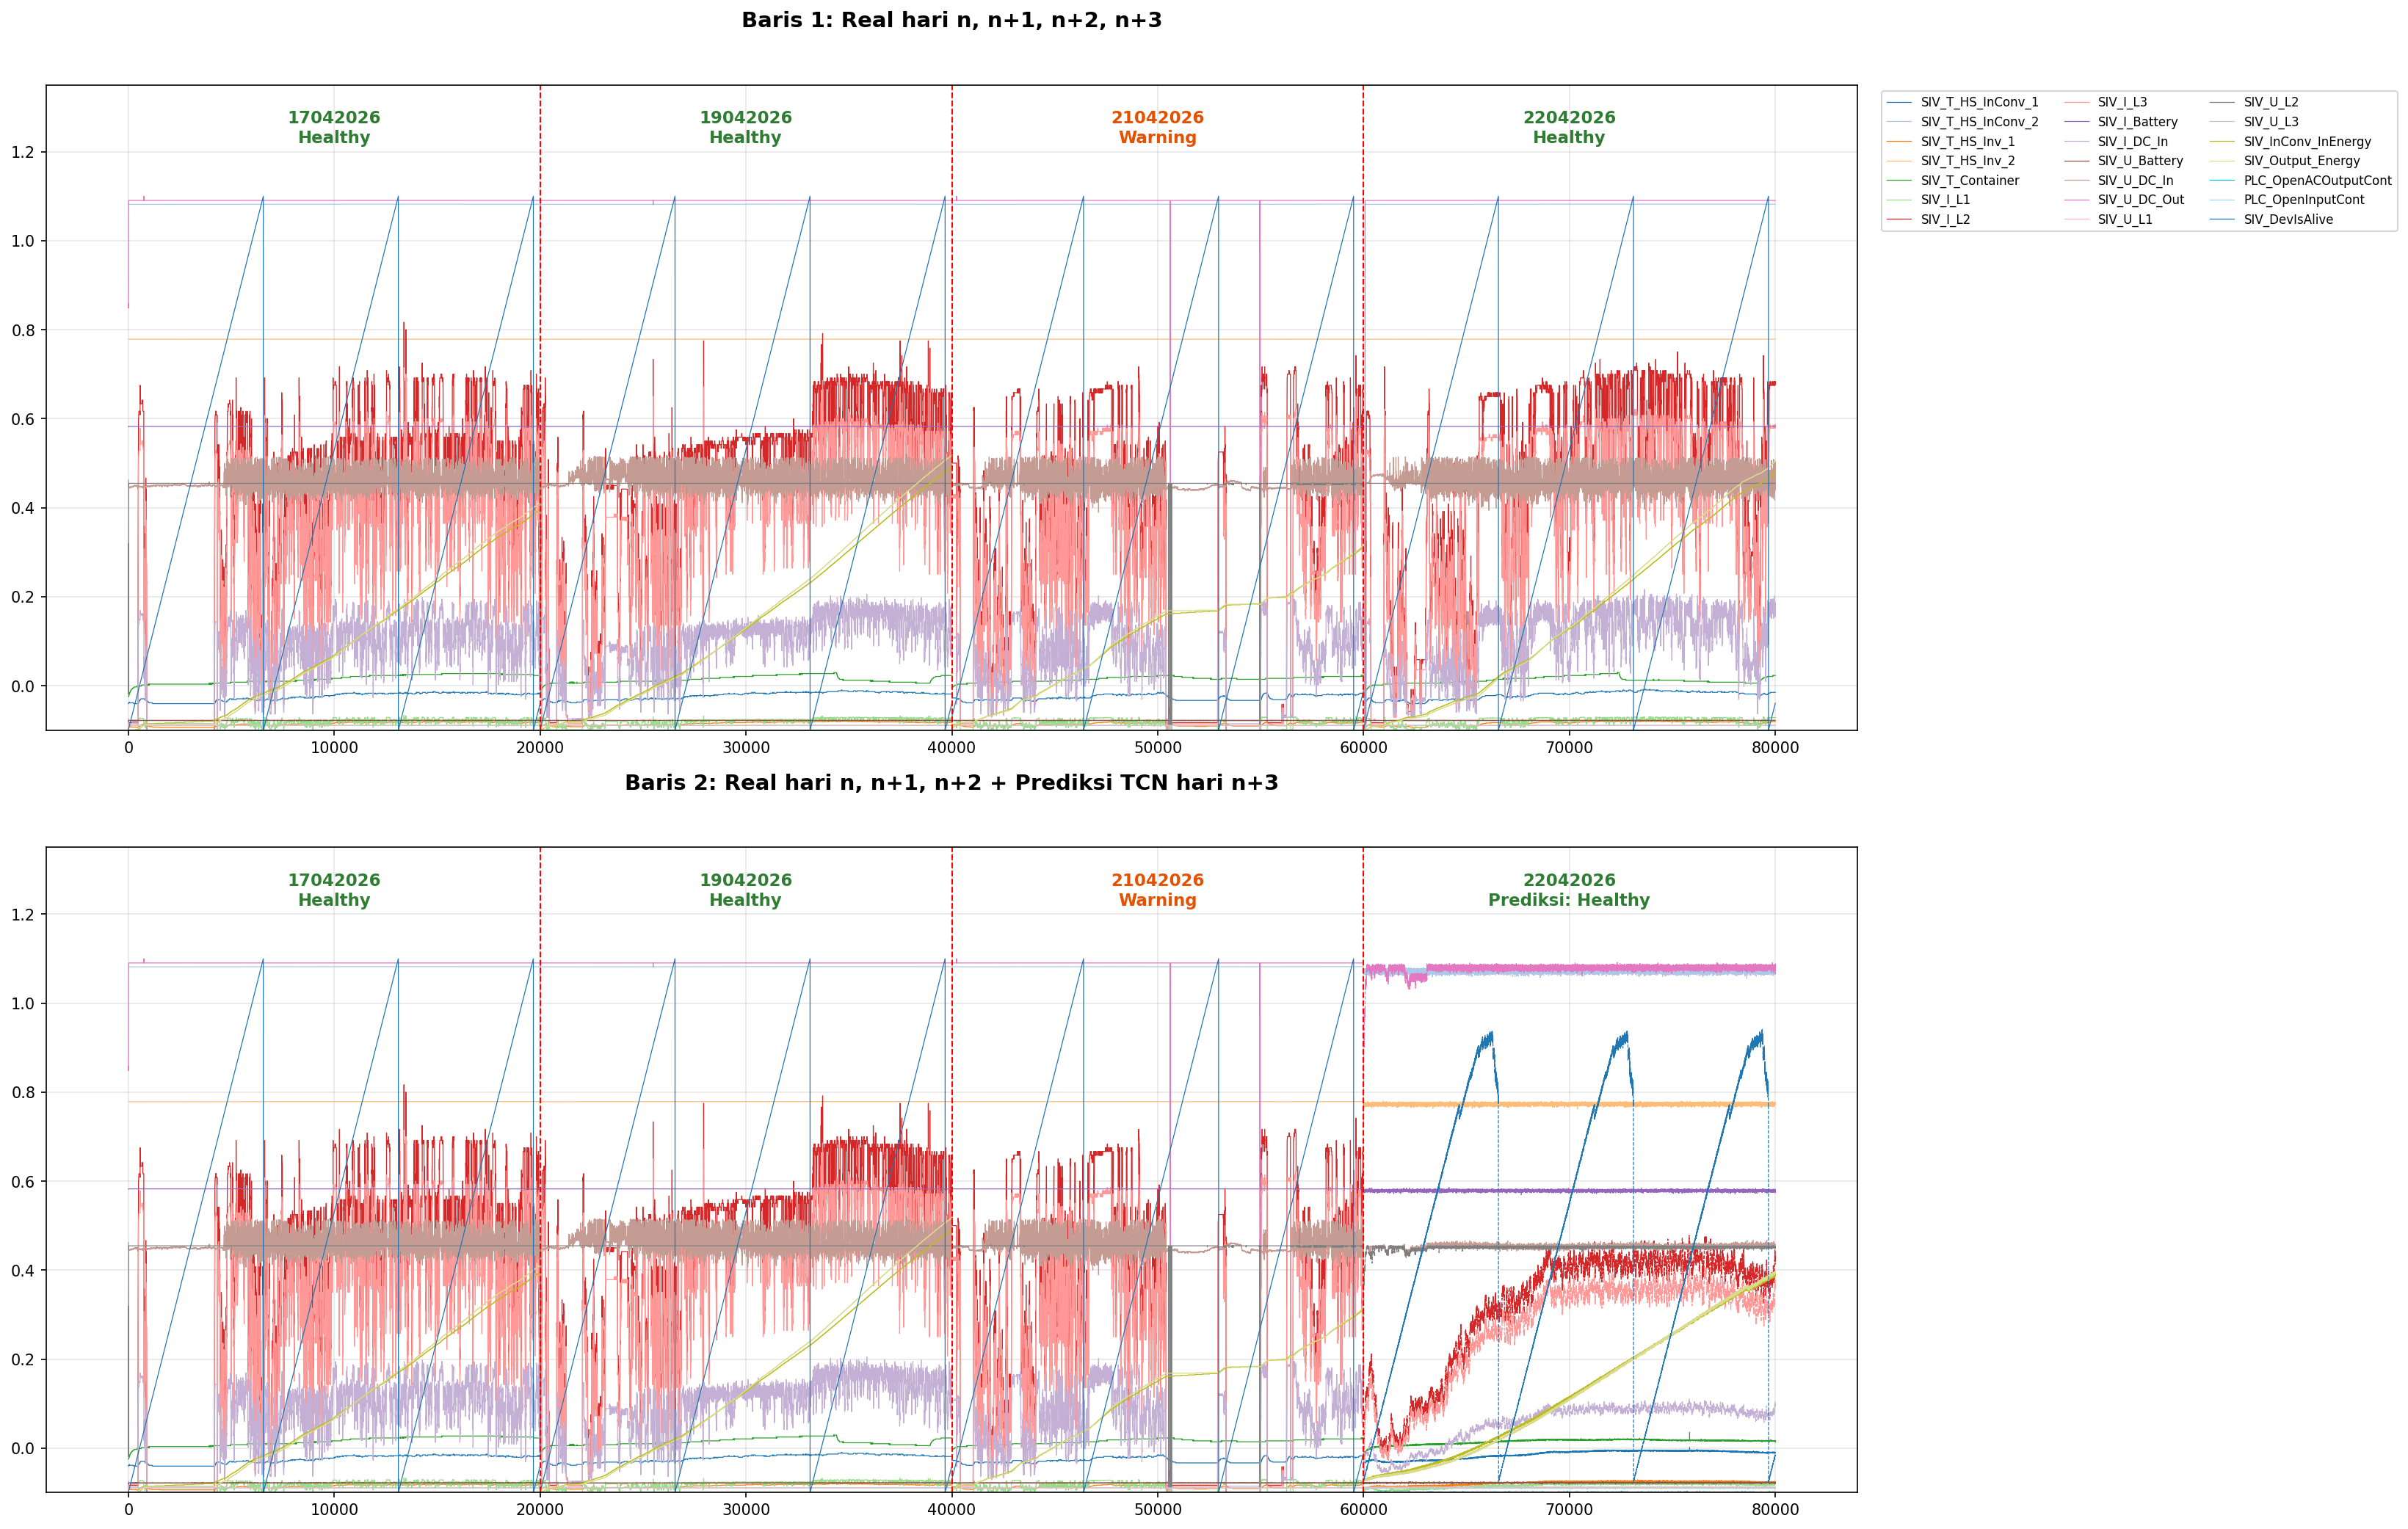 Baris 1: Real hari n, n+1, n+2, n+3
17042026
Healthy
19042026
Healthy
21042026
Warning
22042026
Healthy
1.2
1.0
0.8
0.6
0.4
0.2
0.0
0 10000 20000 30000 40000 50000 60000 70000 80000
SIV_T_HS_InConv_1 SIV_I_L3 SIV_U_L2
SIV_T_HS_InConv_2 SIV_I_Battery SIV_U_L3
SIV_T_HS_Inv_1 SIV_I_DC_In SIV_InConv_InEnergy
SIV_T_HS_Inv_2 SIV_U_Battery SIV_Output_Energy
SIV_T_Container SIV_U_DC_In PLC_OpenACOutputCont
SIV_I_L1 SIV_U_DC_Out PLC_OpenInputCont
SIV_I_L2 SIV_U_L1 SIV_DevIsAlive
Baris 2: Real hari n, n+1, n+2 + Prediksi TCN hari n+3
17042026
Healthy
19042026
Healthy
21042026
Warning
22042026
Prediksi: Healthy
1.2
1.0
0.8
0.6
0.4
0.2
0.0
0 10000 20000 30000 40000 50000 60000 70000 80000